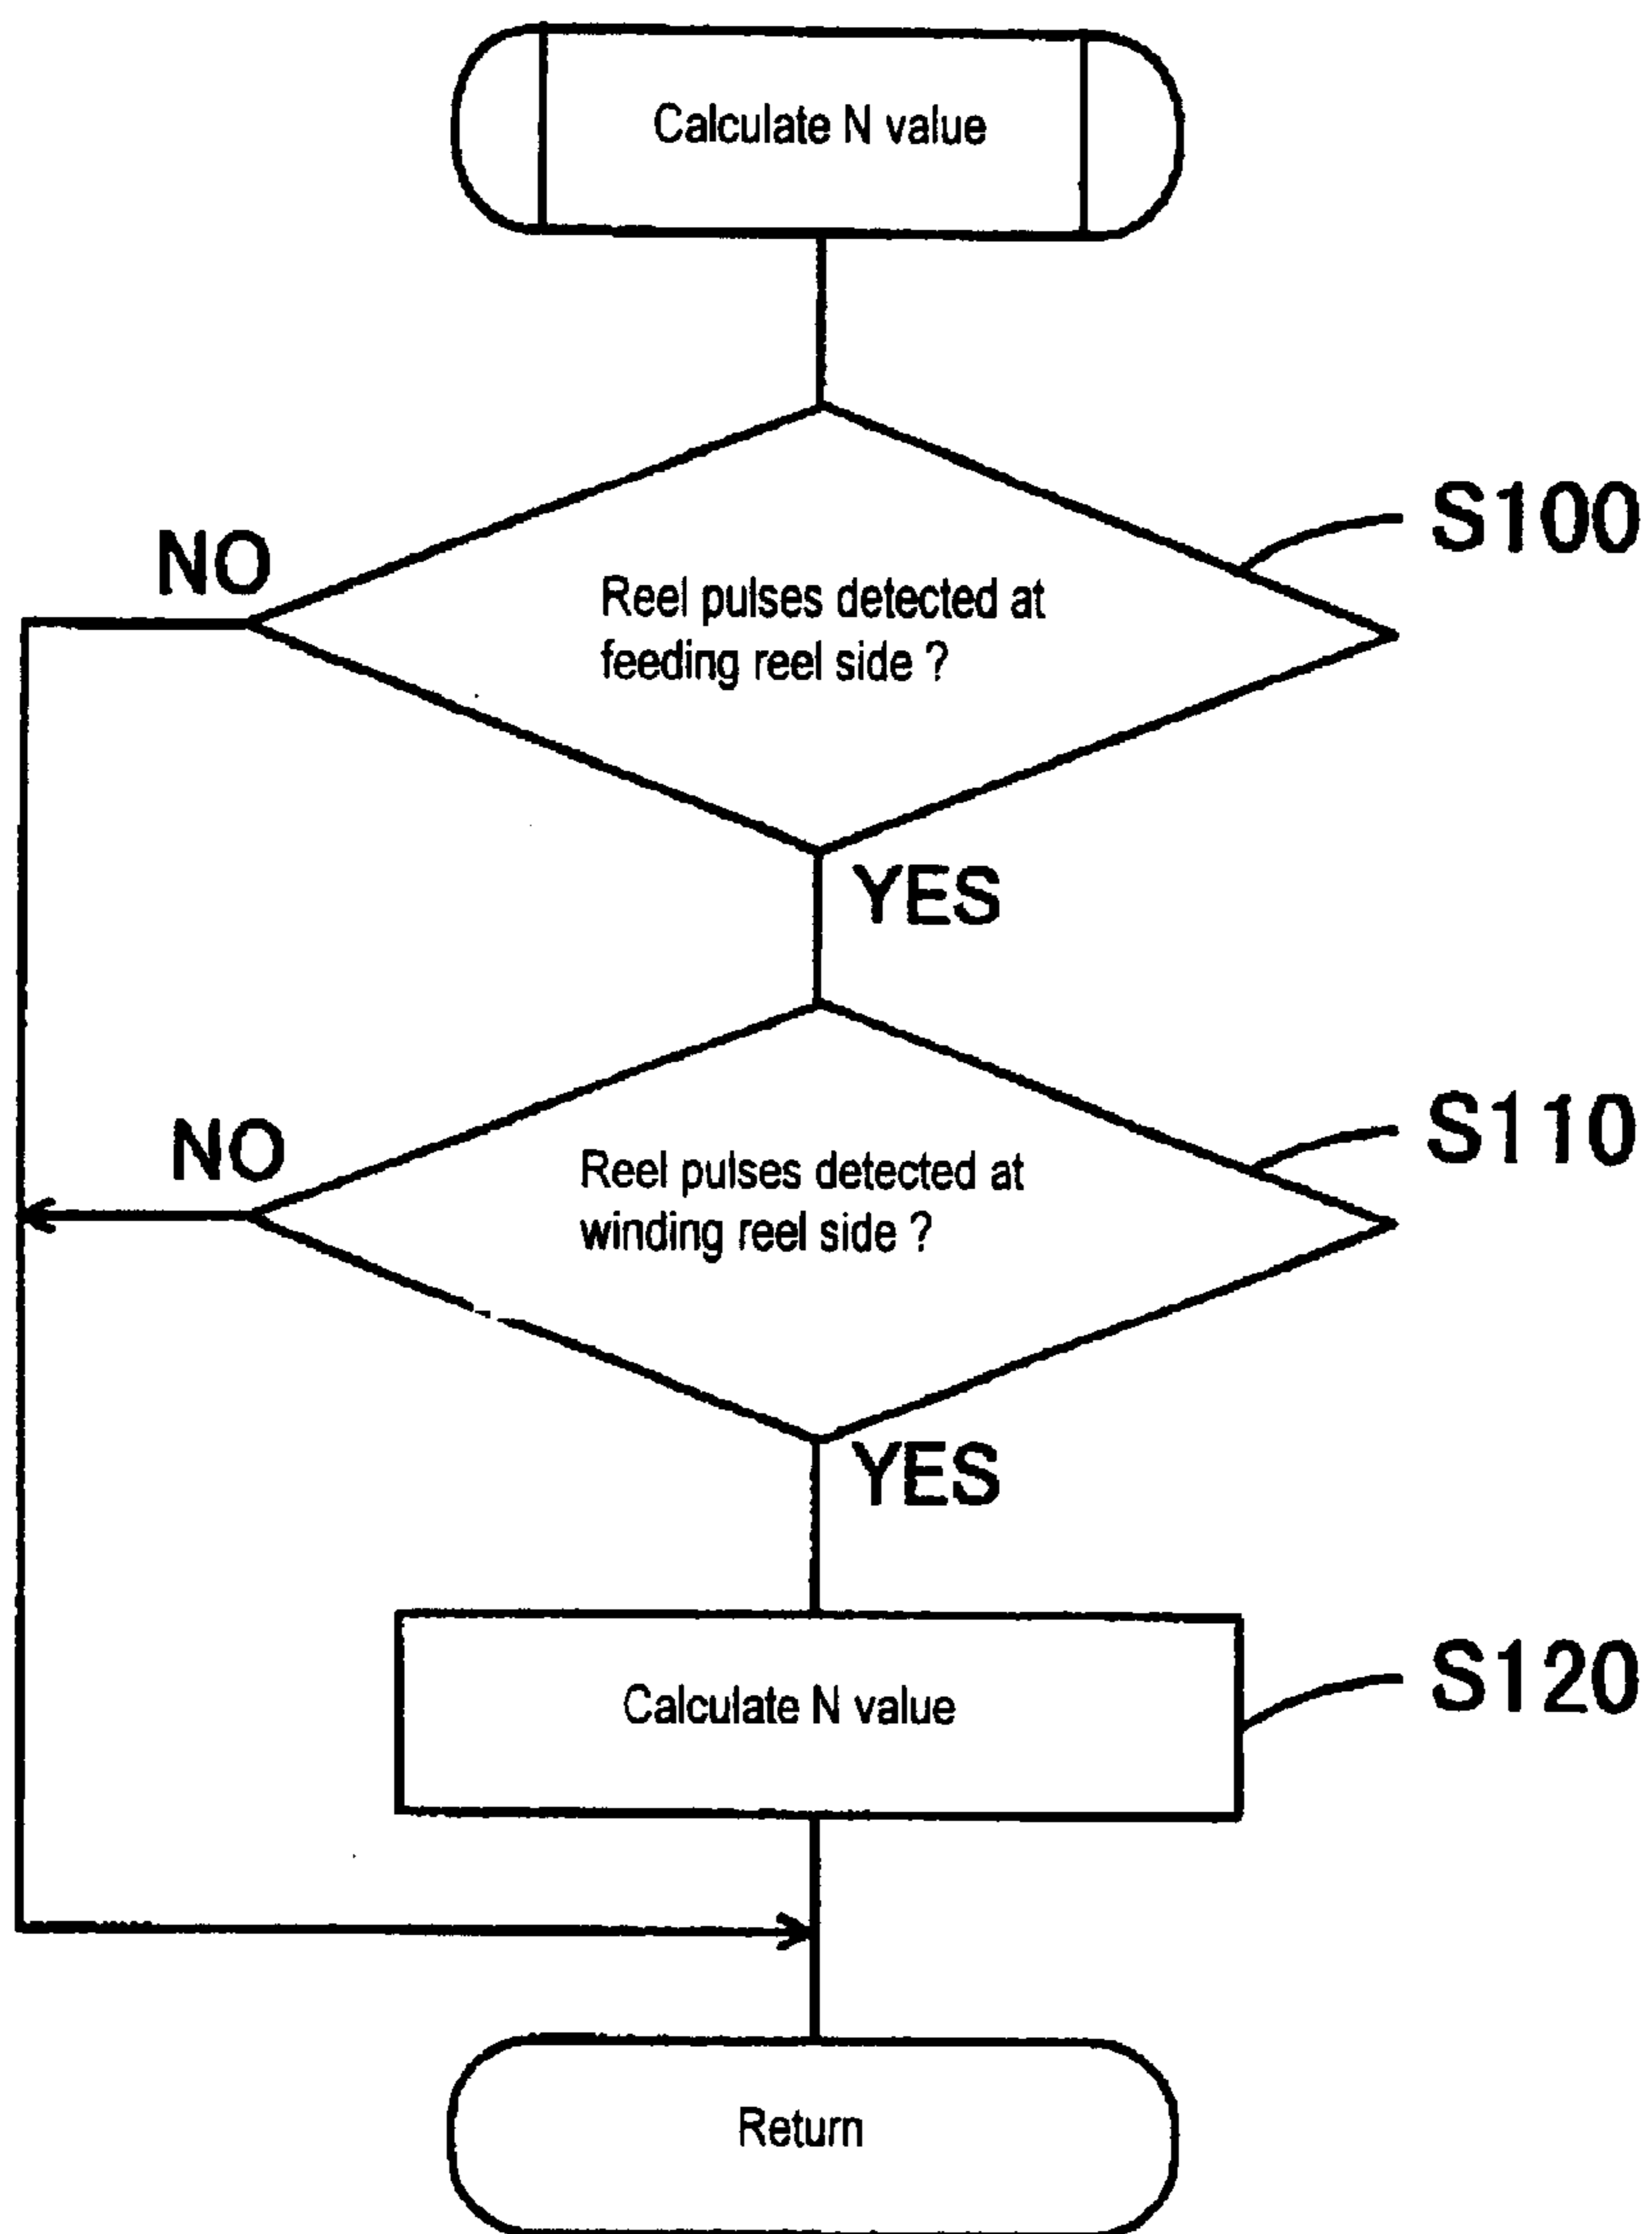 Calculate N value
S100
NO
Reel pulses detected at
feeding reel side ?
YES
S110
NO
Reel pulses detected at
winding reel side ?
YES
Calculate N value
S120
Return